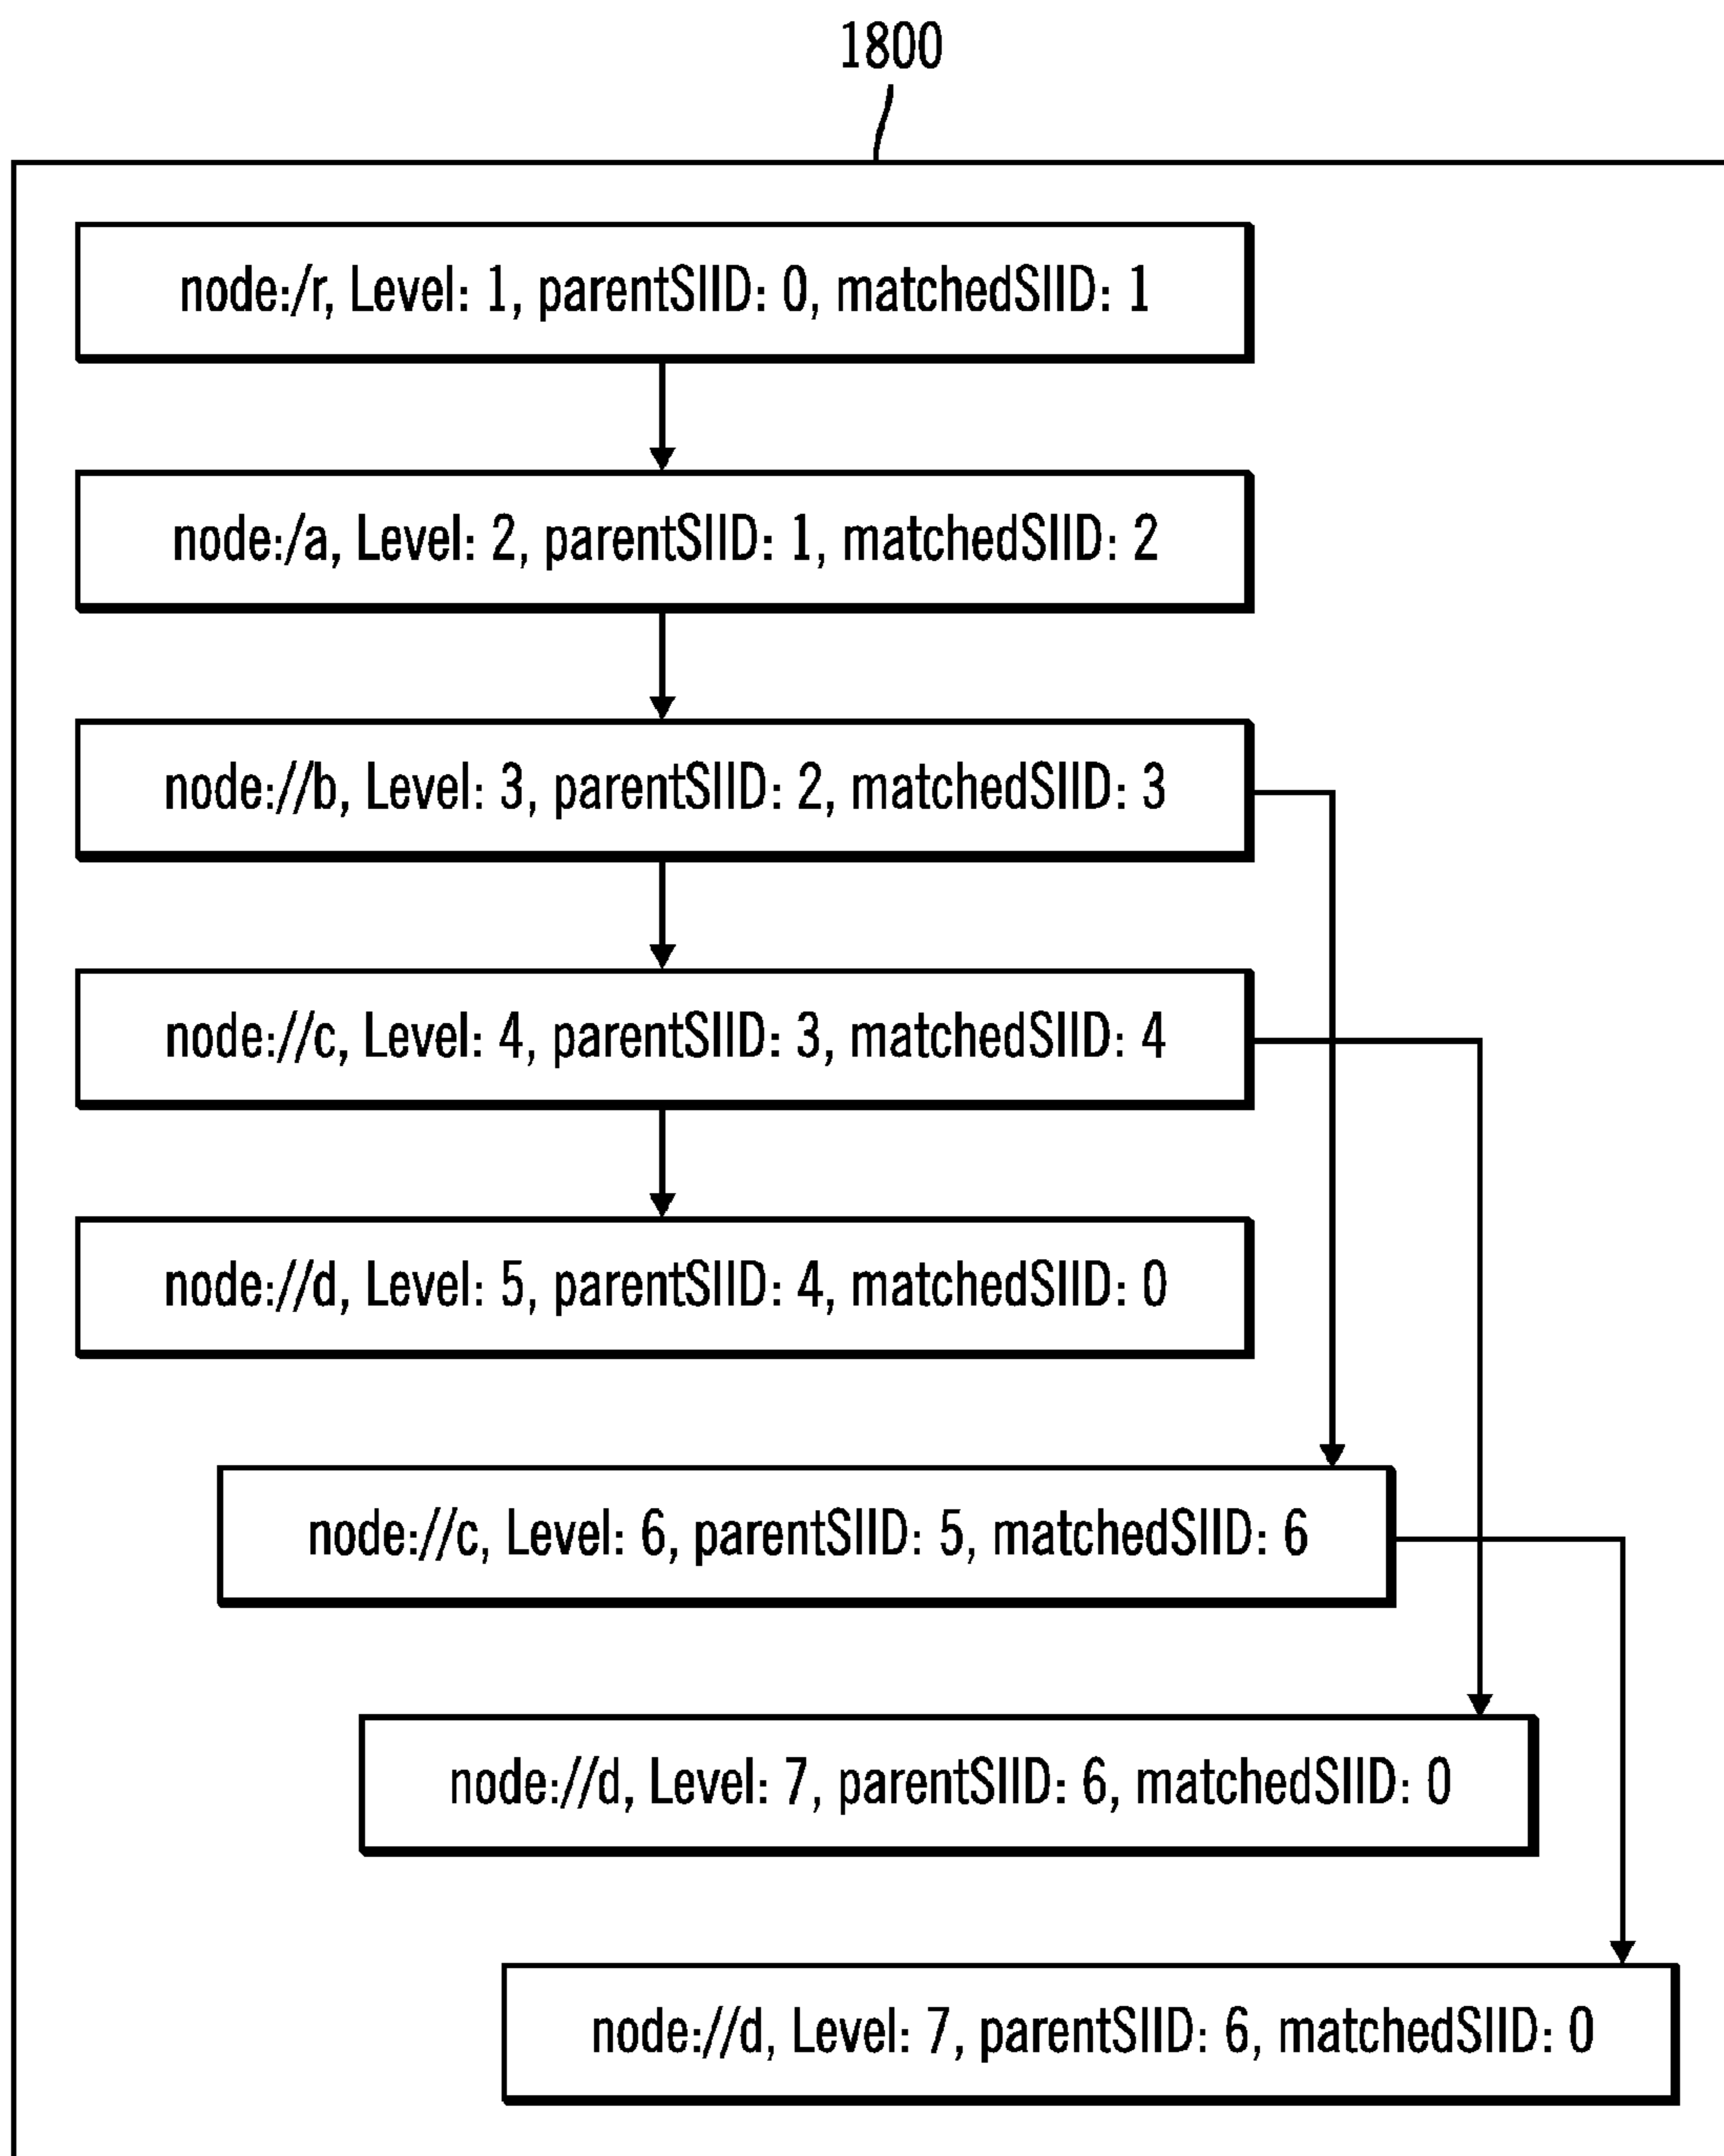 1800
node:/r, Level: 1, parentSIID: 0, matchedSIID: 1
node:/a, Level: 2, parentSIID: 1, matchedSIID: 2
node://b, Level: 3, parentSIID: 2, matchedSIID: 3
node://c, Level: 4, parentSIID: 3, matchedSIID: 4
node://d, Level: 5, parentSIID: 4, matchedSIID: 0
node://c, Level: 6, parentSIID: 5, matchedSIID: 6
node://d, Level: 7, parentSIID: 6, matchedSIID: 0
node://d, Level: 7, parentSIID: 6, matchedSIID: 0